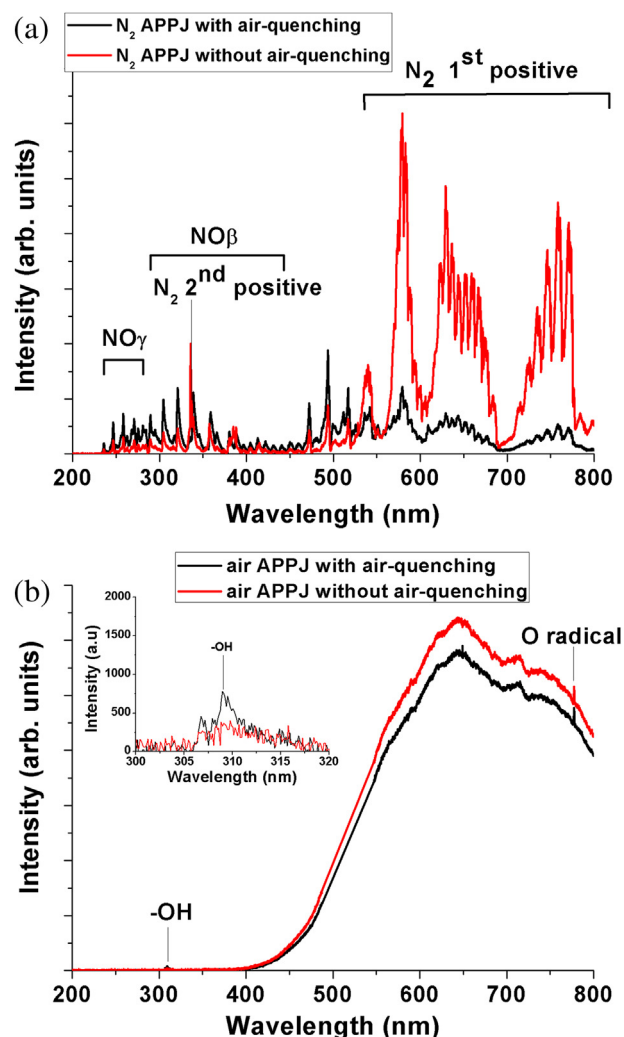 (a)
N₂ APPJ with air-quenching
N₂ APPJ without air-quenching
N₂ 1st positive
NOβ
N₂ 2nd positive
NOγ
Intensity (arb. units)
200 300 400 500 600 700 800
Wavelength (nm)
(b)
air APPJ with air-quenching
air APPJ without air-quenching
2000
1500
1000
500
0
Intensity (a.u)
-OH
300 305 310 315 320
Wavelength (nm)
O radical
-OH
Intensity (arb. units)
200 300 400 500 600 700 800
Wavelength (nm)